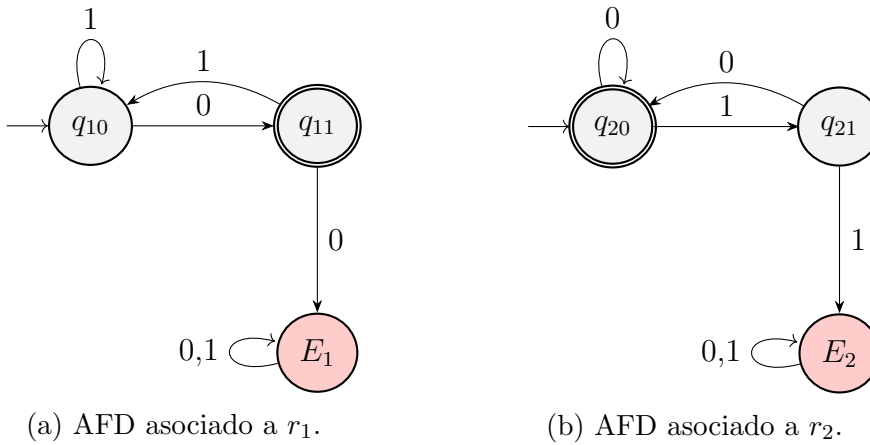 1
0
1
0
q10
0
q11
q20
1
q21
0
1
0,1
E1
0,1
E2
(a) AFD asociado a r1.
(b) AFD asociado a r2.